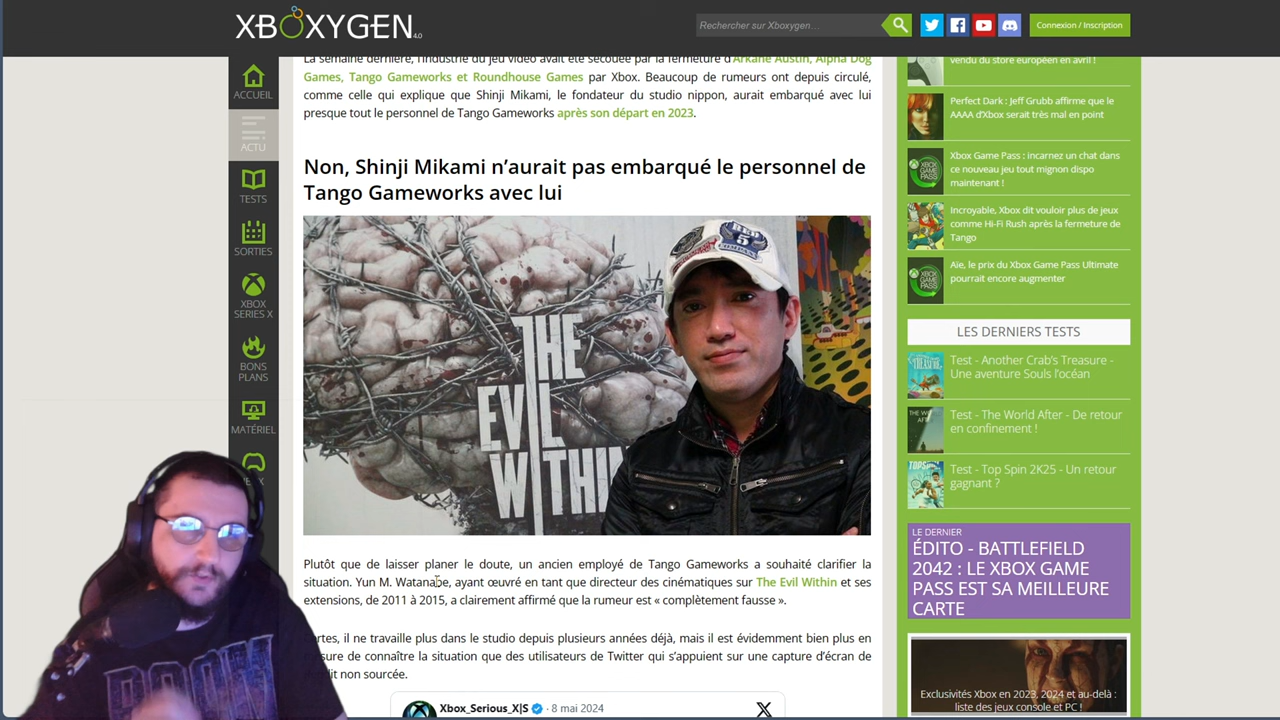 XBOXYGEN 4.0
Rechercher sur Xboxygen...
Connexion / Inscription
ACCUEIL
ACTU
TESTS
SORTIES
XBOX
SERIES X
BONS
PLANS
MATÉRIEL
La semaine dernière, l'industrie du jeu vidéo avait été secouée par la fermeture d'Arkane Austin, Alpha Dog
Games, Tango Gameworks et Roundhouse Games par Xbox. Beaucoup de rumeurs ont depuis circulé,
comme celle qui explique que Shinji Mikami, le fondateur du studio nippon, aurait embarqué avec lui
presque tout le personnel de Tango Gameworks après son départ en 2023.
Non, Shinji Mikami n'aurait pas embarqué le personnel de
Tango Gameworks avec lui
RED
5
THE
EVIL
WITHIN
Plutôt que de laisser planer le doute, un ancien employé de Tango Gameworks a souhaité clarifier la
situation. Yun M. Watanabe, ayant œuvré en tant que directeur des cinématiques sur The Evil Within et ses
extensions, de 2011 à 2015, a clairement affirmé que la rumeur est « complètement fausse ».
rtes, il ne travaille plus dans le studio depuis plusieurs années déjà, mais il est évidemment bien plus en
sure de connaître la situation que des utilisateurs de Twitter qui s'appuient sur une capture d'écran de
it non sourcée.
Xbox_Serious_X|S · 8 mai 2024
vendu du store européen en avril !
Perfect Dark : Jeff Grubb affirme que le
AAAA d'Xbox serait très mal en point
Xbox Game Pass : incarnez un chat dans
ce nouveau jeu tout mignon dispo
maintenant !
Incroyable, Xbox dit vouloir plus de jeux
comme Hi-Fi Rush après la fermeture de
Tango
Aïe, le prix du Xbox Game Pass Ultimate
pourrait encore augmenter
LES DERNIERS TESTS
Test - Another Crab's Treasure -
Une aventure Souls l'océan
Test - The World After - De retour
en confinement !
Test - Top Spin 2K25 - Un retour
gagnant ?
LE DERNIER
ÉDITO - BATTLEFIELD
2042 : LE XBOX GAME
PASS EST SA MEILLEURE
CARTE
Exclusivités Xbox en 2023, 2024 et au-delà :
liste des jeux console et PC !